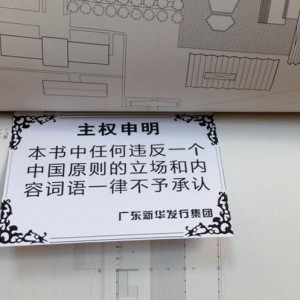 主权申明
本书中任何违反一个
中国原则的立场和内
容词语一律不予承认
广东新华发行集团